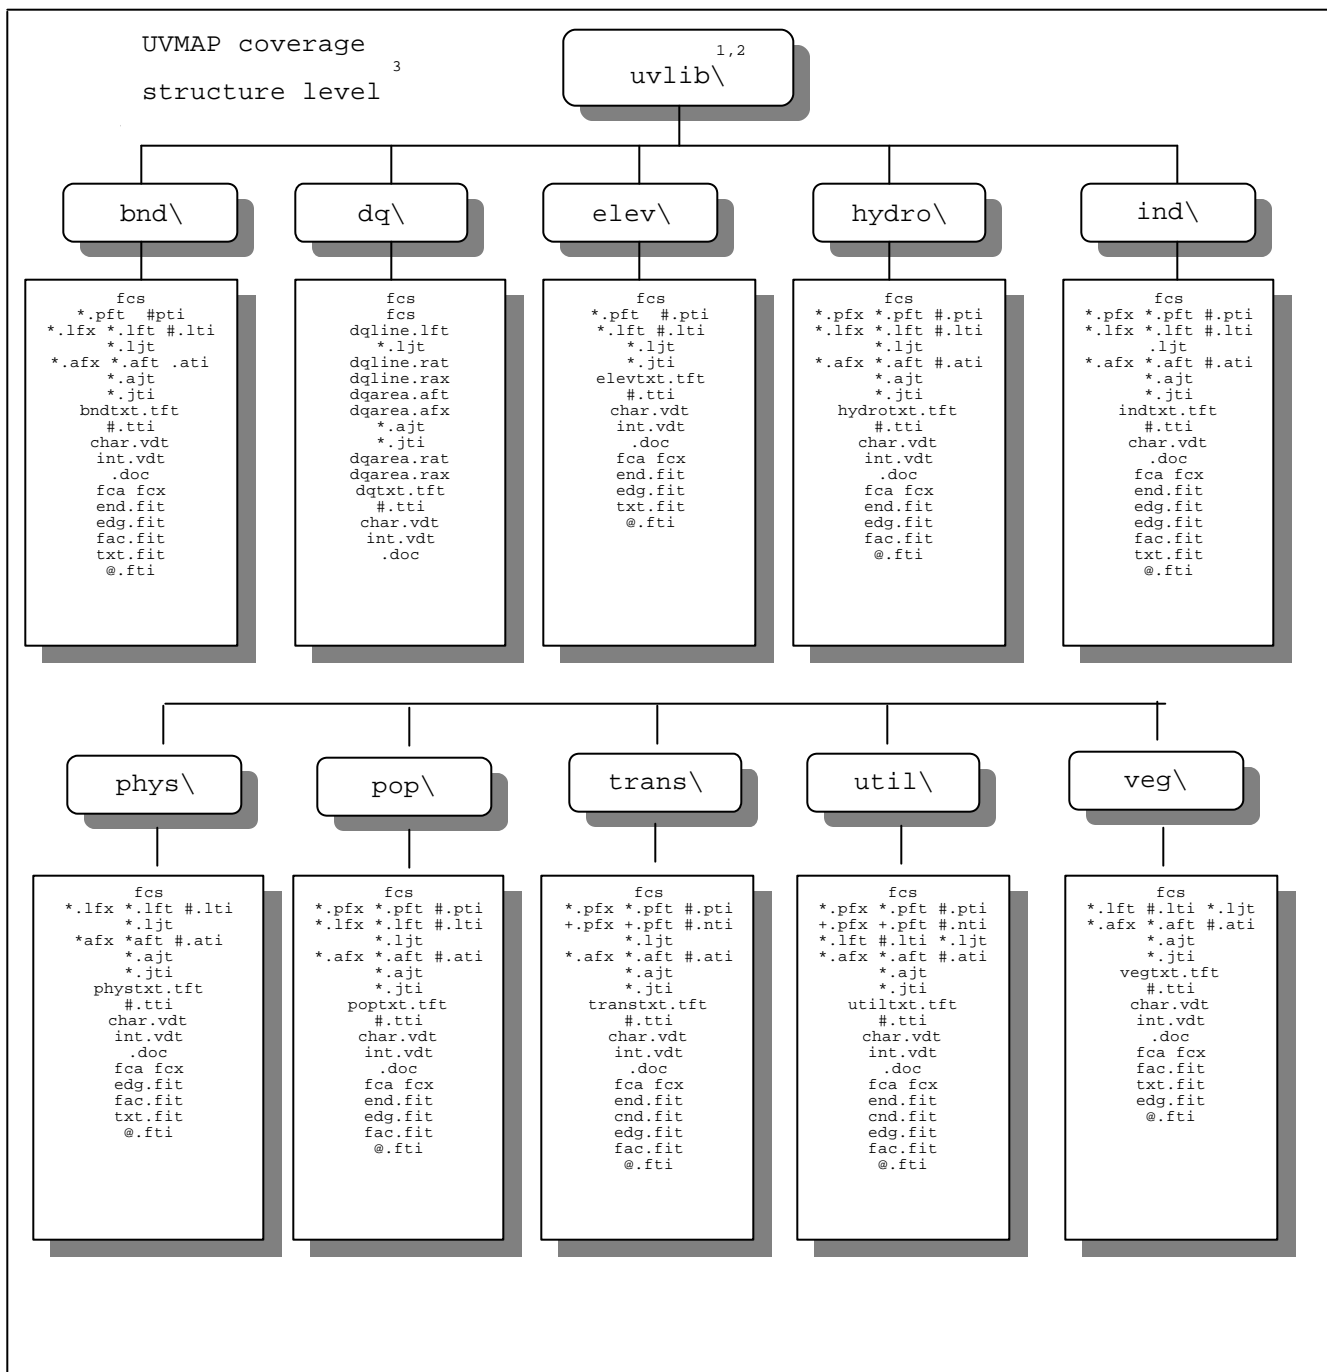 UVMAP coverage
structure level 3
uvlib\ 1,2
bnd\
dq\
elev\
hydro\
ind\
fcs
*.pft #pti
*.lfx *.lft #.lti
*.ljt
*.afx *.aft .ati
*.ajt
*.jti
bndtxt.tft
#.tti
char.vdt
int.vdt
.doc
fca fcx
end.fit
edg.fit
fac.fit
txt.fit
@.fti
fcs
fcs
dqline.lft
*.ljt
dqline.rat
dqline.rax
dqarea.aft
dqarea.afx
*.ajt
*.jti
dqarea.rat
dqarea.rax
dqtxt.tft
#.tti
char.vdt
int.vdt
.doc
fcs
*.pft #.pti
*.lft #.lti
*.ljt
*.jti
elevtxt.tft
#.tti
char.vdt
int.vdt
.doc
fca fcx
end.fit
edg.fit
txt.fit
@.fti
fcs
*.pfx *.pft #.pti
*.lfx *.lft #.lti
*.ljt
*.afx *.aft #.ati
*.ajt
*.jti
hydrotxt.tft
#.tti
char.vdt
int.vdt
.doc
fca fcx
end.fit
edg.fit
fac.fit
@.fti
fcs
*.pfx *.pft #.pti
*.lfx *.lft #.lti
.ljt
*.afx *.aft #.ati
*.ajt
*.jti
indtxt.tft
#.tti
char.vdt
.doc
fca fcx
end.fit
edg.fit
edg.fit
fac.fit
txt.fit
@.fti
phys\
pop\
trans\
util\
veg\
fcs
*.lfx *.lft #.lti
*.ljt
*afx *aft #.ati
*.ajt
*.jti
phystxt.tft
#.tti
char.vdt
int.vdt
.doc
fca fcx
edg.fit
fac.fit
txt.fit
@.fti
fcs
*.pfx *.pft #.pti
*.lfx *.lft #.lti
*.ljt
*.afx *.aft #.ati
*.ajt
*.jti
poptxt.tft
#.tti
char.vdt
int.vdt
.doc
fca fcx
end.fit
edg.fit
fac.fit
@.fti
fcs
*.pfx *.pft #.pti
+.pfx +.pft #.nti
*.ljt
*.afx *.aft #.ati
*.ajt
*.jti
transtxt.tft
#.tti
char.vdt
int.vdt
.doc
fca fcx
end.fit
cnd.fit
edg.fit
fac.fit
@.fti
fcs
*.pfx *.pft #.pti
+.pfx +.pft #.nti
*.lft #.lti *.ljt
*.afx *.aft #.ati
*.ajt
*.jti
utiltxt.tft
#.tti
char.vdt
int.vdt
.doc
fca fcx
end.fit
cnd.fit
edg.fit
fac.fit
@.fti
fcs
*.lft #.lti *.ljt
*.afx *.aft #.ati
*.ajt
*.jti
vegtxt.tft
#.tti
char.vdt
int.vdt
.doc
fca fcx
fac.fit
txt.fit
edg.fit
@.fti